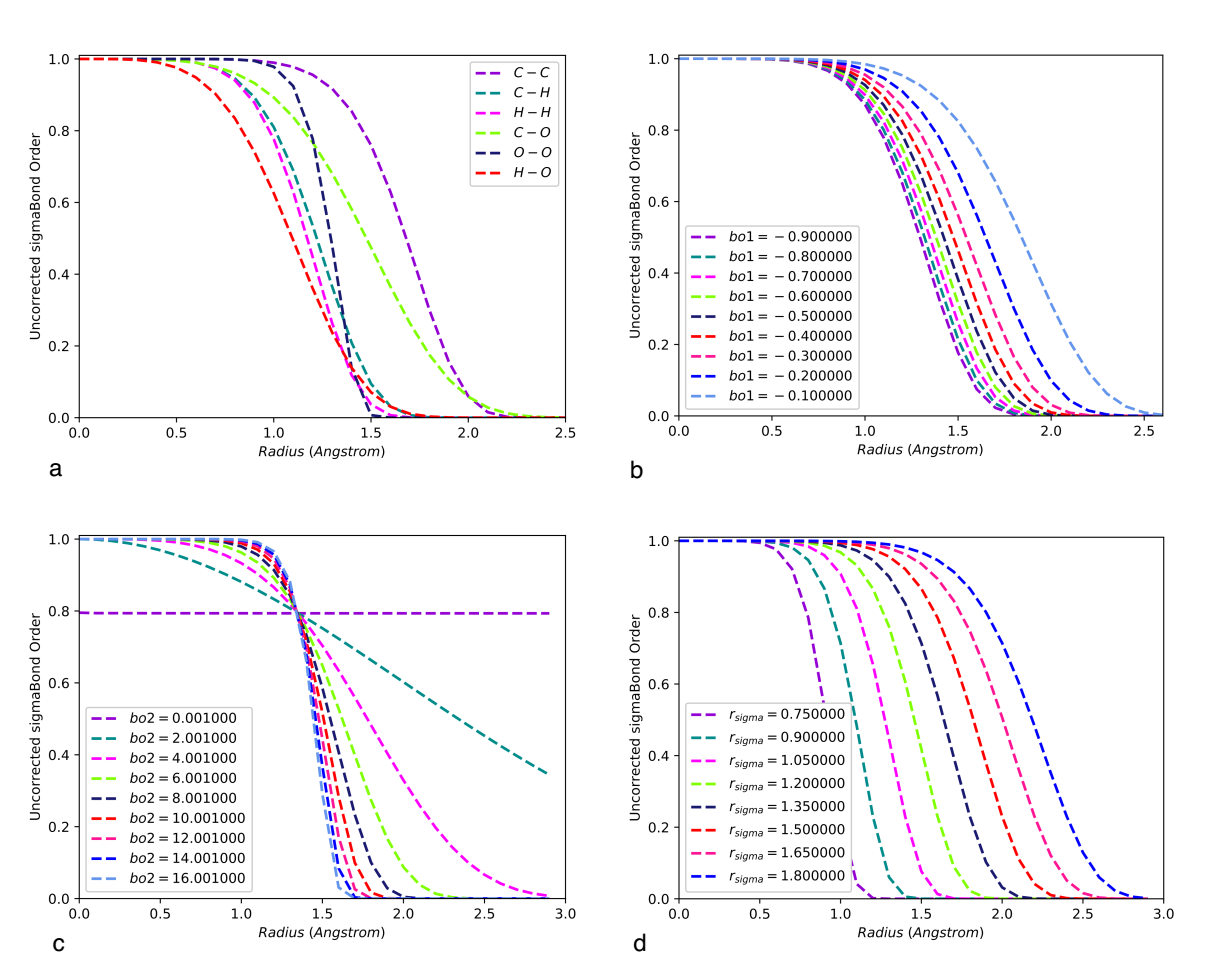 1.0
0.8
0.6
0.4
0.2
0.0
Uncorrected sigmaBond Order
0.0 0.5 1.0 1.5 2.0 2.5
Radius (Angstrom)
C − C
C − H
H − H
C − O
O − O
H − O
a
1.0
0.8
0.6
0.4
0.2
0.0
Uncorrected sigmaBond Order
0.0 0.5 1.0 1.5 2.0 2.5
Radius (Angstrom)
bo1 = − 0.900000
bo1 = − 0.800000
bo1 = − 0.700000
bo1 = − 0.600000
bo1 = − 0.500000
bo1 = − 0.400000
bo1 = − 0.300000
bo1 = − 0.200000
bo1 = − 0.100000
b
1.0
0.8
0.6
0.4
0.2
0.0
Uncorrected sigmaBond Order
0.0 0.5 1.0 1.5 2.0 2.5 3.0
Radius (Angstrom)
bo2 = 0.001000
bo2 = 2.001000
bo2 = 4.001000
bo2 = 6.001000
bo2 = 8.001000
bo2 = 10.001000
bo2 = 12.001000
bo2 = 14.001000
bo2 = 16.001000
c
1.0
0.8
0.6
0.4
0.2
0.0
Uncorrected sigmaBond Order
0.0 0.5 1.0 1.5 2.0 2.5 3.0
Radius (Angstrom)
rsigma = 0.750000
rsigma = 0.900000
rsigma = 1.050000
rsigma = 1.200000
rsigma = 1.350000
rsigma = 1.500000
rsigma = 1.650000
rsigma = 1.800000
d